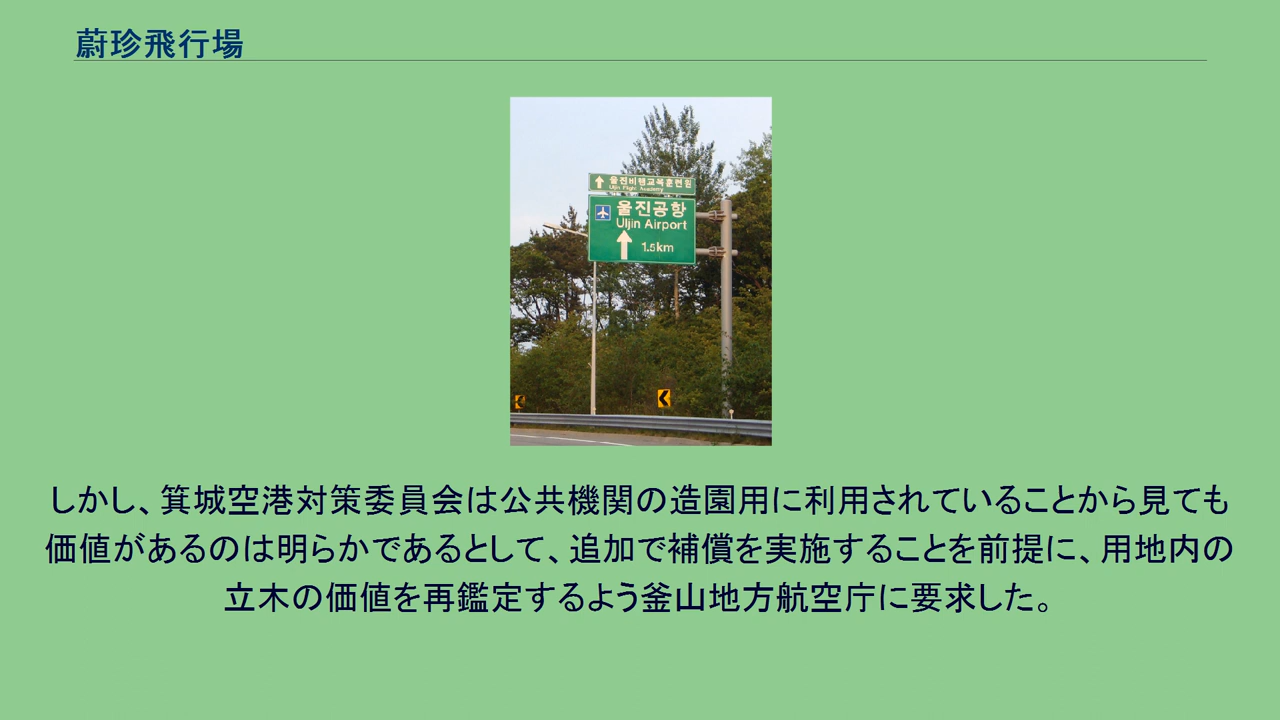 蔚珍飛行場
울진비행교육훈련원
Uljin Flight Academy
울진공항
Uljin Airport
1.5km
しかし、箕城空港対策委員会は公共機関の造園用に利用されていることから見ても
価値があるのは明らかであるとして、追加で補償を実施することを前提に、用地内の
立木の価値を再鑑定するよう釜山地方航空庁に要求した。